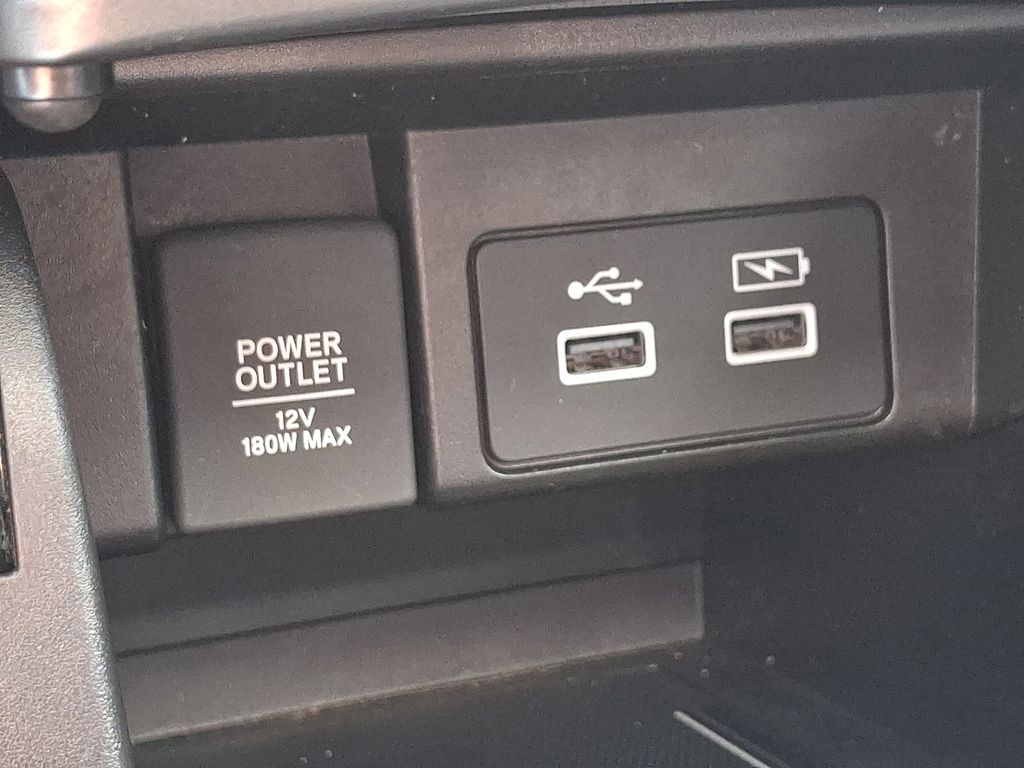 POWER
OUTLET
12V
180W MAX